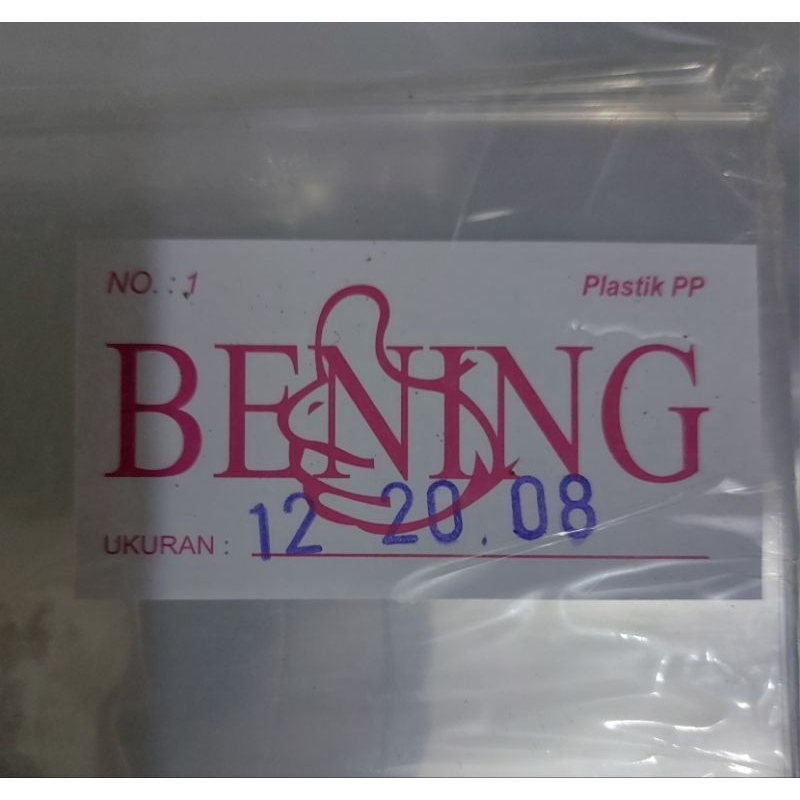 NO. : 1 Plastik PP
BENING
UKURAN : 12 20.08